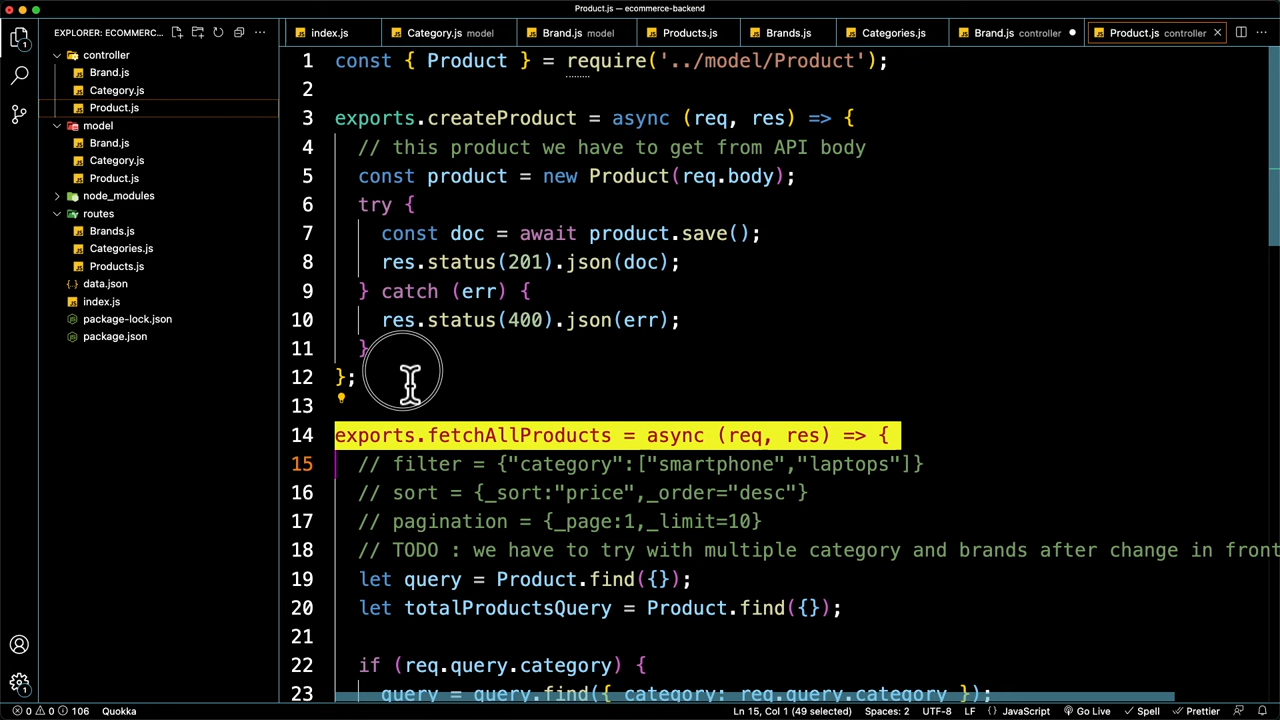 Product.js — ecommerce-backend
EXPLORER: ECOMMERC...
index.js
Category.js model
Brand.js model
Products.js
Brands.js
Categories.js
Brand.js controller
Product.js controller
controller
Brand.js
Category.js
Product.js
model
Brand.js
Category.js
Product.js
node_modules
routes
Brands.js
Categories.js
Products.js
data.json
index.js
package-lock.json
package.json
1 const { Product } = require('../model/Product');
2
3 exports.createProduct = async (req, res) => {
4 // this product we have to get from API body
5 const product = new Product(req.body);
6 try {
7 const doc = await product.save();
8 res.status(201).json(doc);
9 } catch (err) {
10 res.status(400).json(err);
11 }
12 };
13
14 exports.fetchAllProducts = async (req, res) => {
15 // filter = {"category":["smartphone","laptops"]}
16 // sort = {_sort:"price",_order="desc"}
17 // pagination = {_page:1,_limit=10}
18 // TODO : we have to try with multiple category and brands after change in front
19 let query = Product.find({});
20 let totalProductsQuery = Product.find({});
21
22 if (req.query.category) {
23 query = query.find({ category: req.query.category });
0 0 106 Quokka Ln 15, Col 1 (49 selected) Spaces: 2 UTF-8 LF {} JavaScript Go Live Spell Prettier